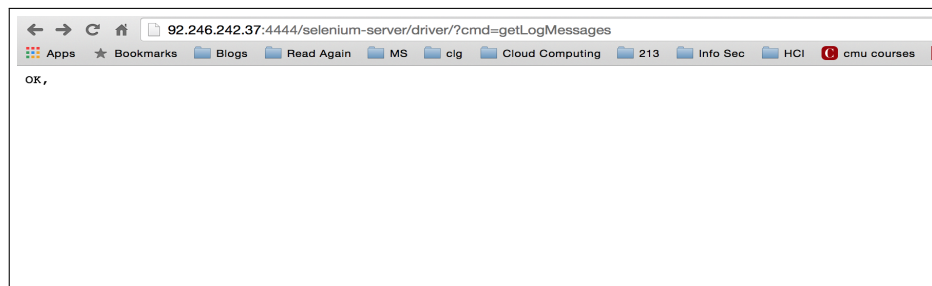 92.246.242.37:4444/selenium-server/driver/?cmd=getLogMessages
Apps Bookmarks Blogs Read Again MS clg Cloud Computing 213 Info Sec HCI C cmu courses
OK,